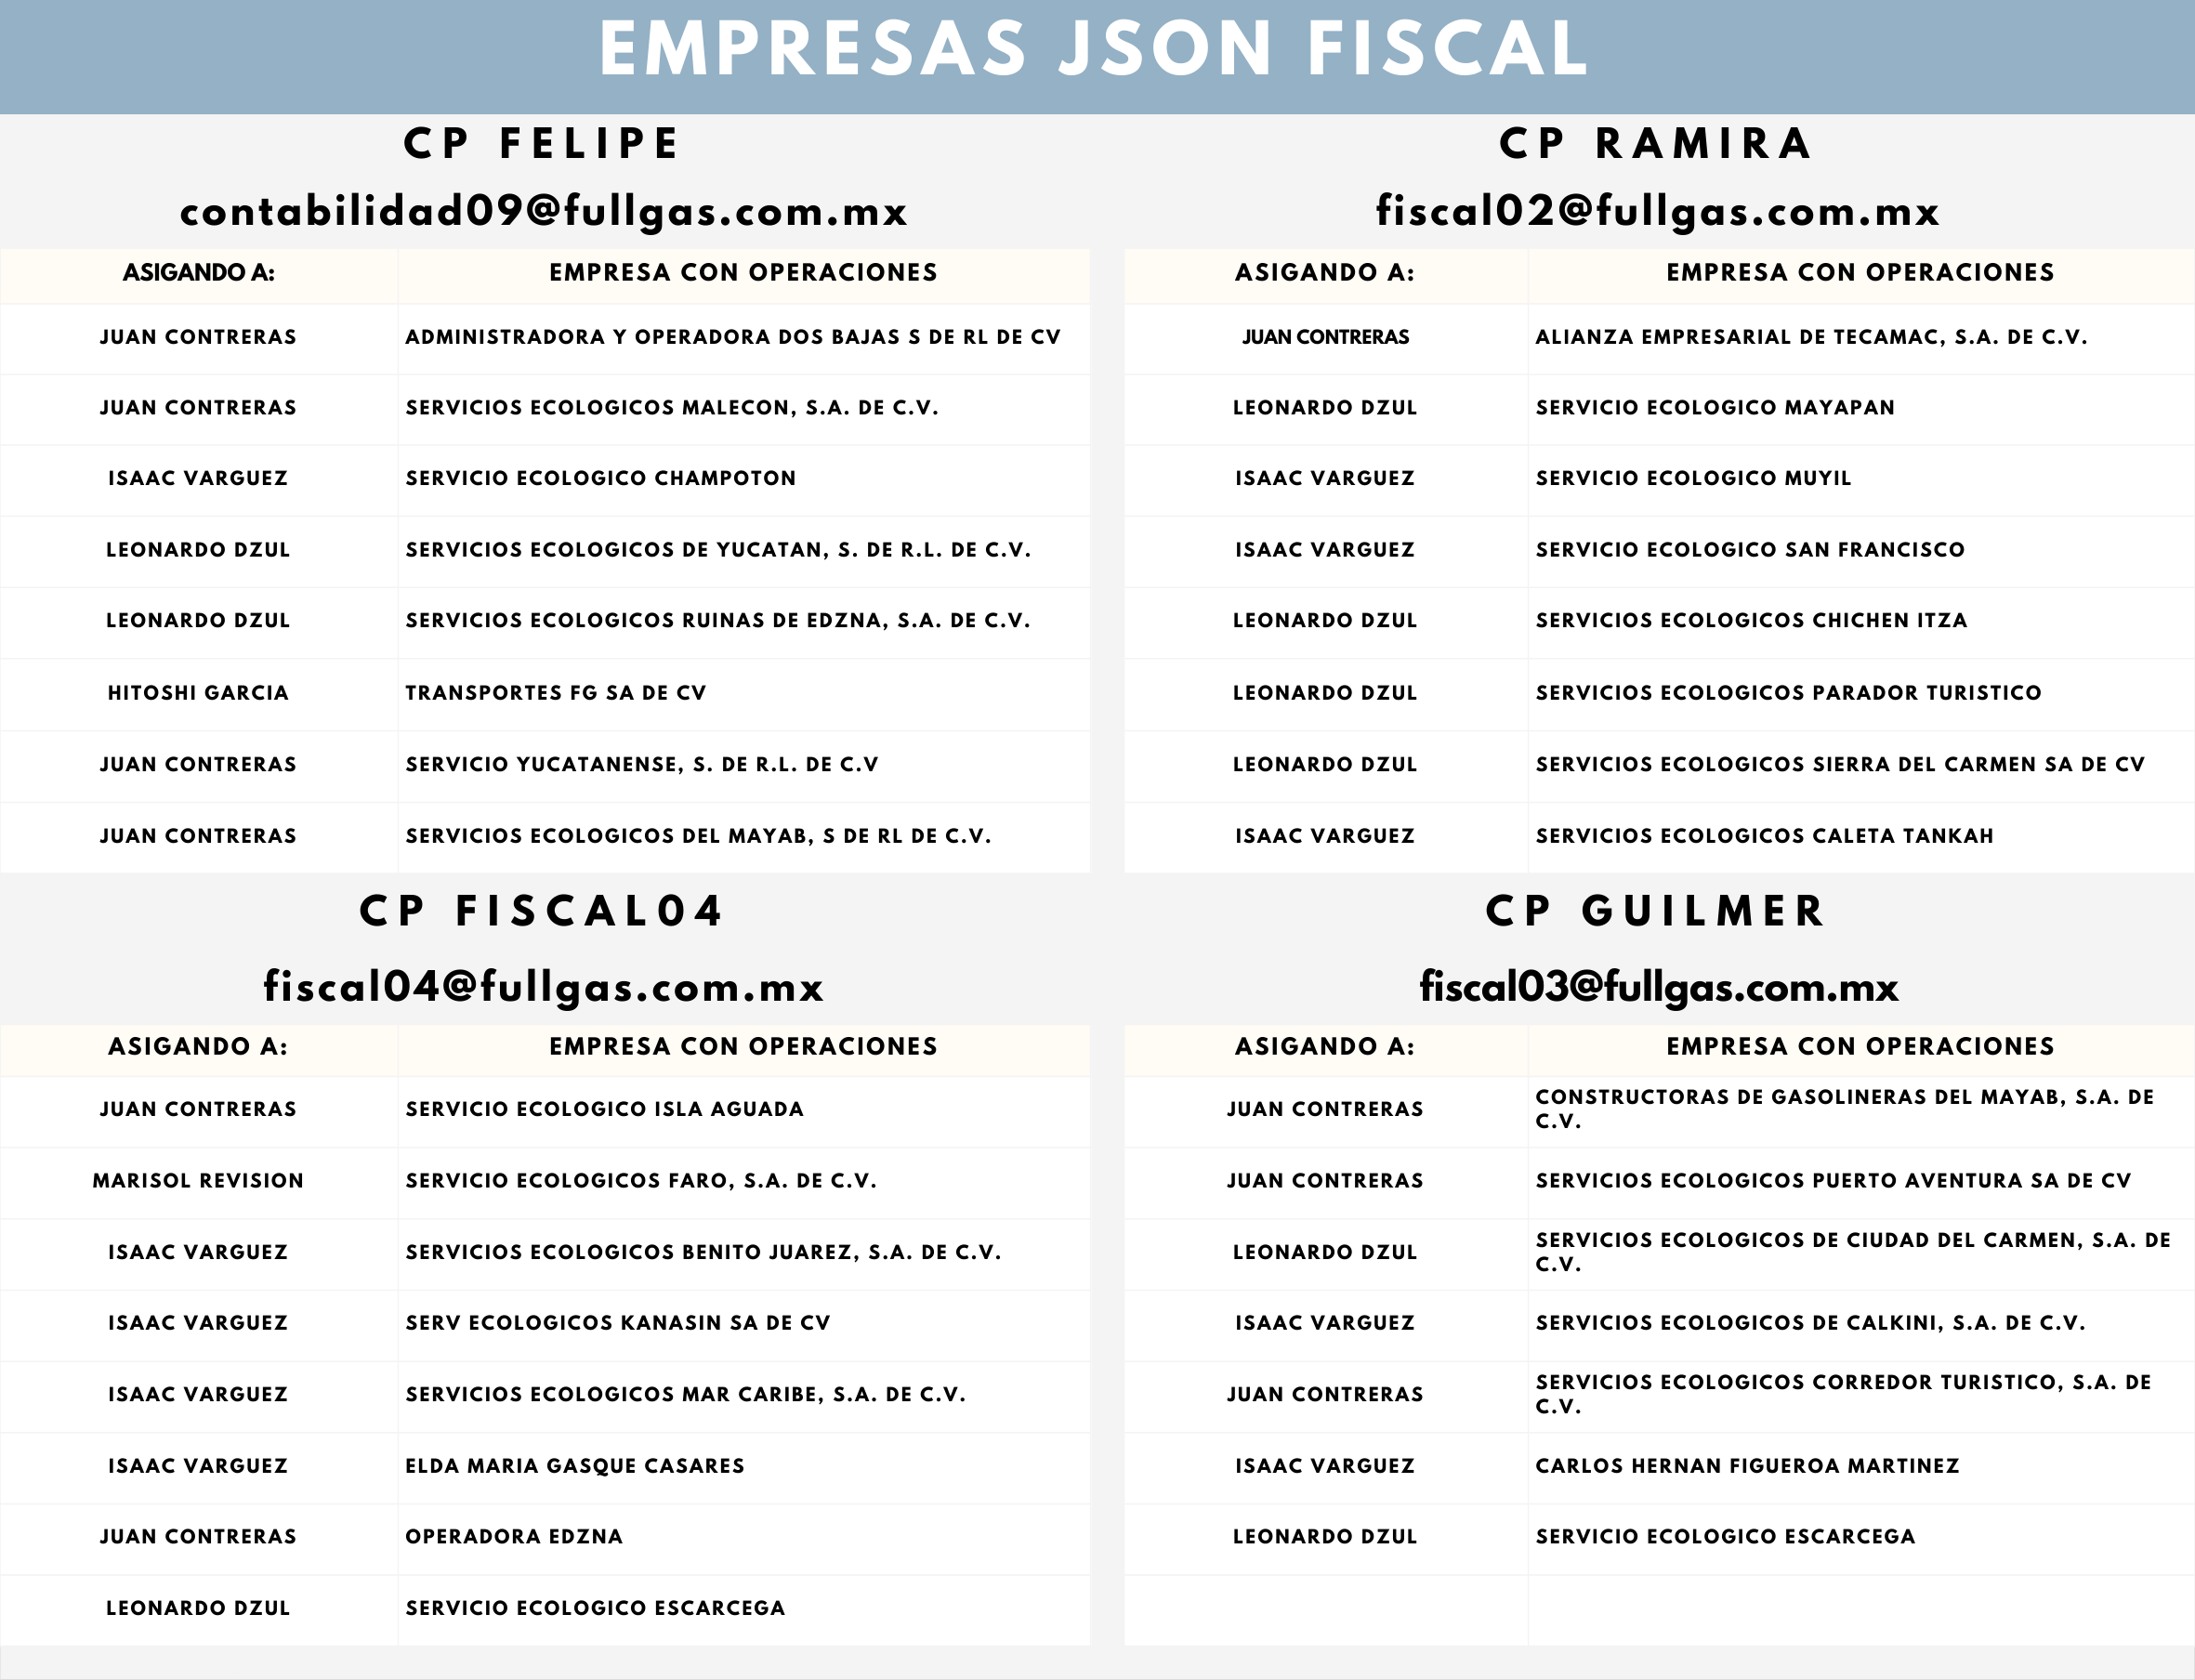 EMPRESAS JSON FISCAL
CP FELIPE
contabilidad09@fullgas.com.mx
ASIGANDO A: EMPRESA CON OPERACIONES
JUAN CONTRERAS ADMINISTRADORA Y OPERADORA DOS BAJAS S DE RL DE CV
JUAN CONTRERAS SERVICIOS ECOLOGICOS MALECON, S.A. DE C.V.
ISAAC VARGUEZ SERVICIO ECOLOGICO CHAMPOTON
LEONARDO DZUL SERVICIOS ECOLOGICOS DE YUCATAN, S. DE R.L. DE C.V.
LEONARDO DZUL SERVICIOS ECOLOGICOS RUINAS DE EDZNA, S.A. DE C.V.
HITOSHI GARCIA TRANSPORTES FG SA DE CV
JUAN CONTRERAS SERVICIO YUCATANENSE, S. DE R.L. DE C.V
JUAN CONTRERAS SERVICIOS ECOLOGICOS DEL MAYAB, S DE RL DE C.V.
CP RAMIRA
fiscal02@fullgas.com.mx
ASIGANDO A: EMPRESA CON OPERACIONES
JUAN CONTRERAS ALIANZA EMPRESARIAL DE TECAMAC, S.A. DE C.V.
LEONARDO DZUL SERVICIO ECOLOGICO MAYAPAN
ISAAC VARGUEZ SERVICIO ECOLOGICO MUYIL
ISAAC VARGUEZ SERVICIO ECOLOGICO SAN FRANCISCO
LEONARDO DZUL SERVICIOS ECOLOGICOS CHICHEN ITZA
LEONARDO DZUL SERVICIOS ECOLOGICOS PARADOR TURISTICO
LEONARDO DZUL SERVICIOS ECOLOGICOS SIERRA DEL CARMEN SA DE CV
ISAAC VARGUEZ SERVICIOS ECOLOGICOS CALETA TANKAH
CP FISCAL04
fiscal04@fullgas.com.mx
ASIGANDO A: EMPRESA CON OPERACIONES
JUAN CONTRERAS SERVICIO ECOLOGICO ISLA AGUADA
MARISOL REVISION SERVICIO ECOLOGICOS FARO, S.A. DE C.V.
ISAAC VARGUEZ SERVICIOS ECOLOGICOS BENITO JUAREZ, S.A. DE C.V.
ISAAC VARGUEZ SERV ECOLOGICOS KANASIN SA DE CV
ISAAC VARGUEZ SERVICIOS ECOLOGICOS MAR CARIBE, S.A. DE C.V.
ISAAC VARGUEZ ELDA MARIA GASQUE CASARES
JUAN CONTRERAS OPERADORA EDZNA
LEONARDO DZUL SERVICIO ECOLOGICO ESCARCEGA
CP GUILMER
fiscal03@fullgas.com.mx
ASIGANDO A: EMPRESA CON OPERACIONES
JUAN CONTRERAS CONSTRUCTORAS DE GASOLINERAS DEL MAYAB, S.A. DE
C.V.
JUAN CONTRERAS SERVICIOS ECOLOGICOS PUERTO AVENTURA SA DE CV
LEONARDO DZUL SERVICIOS ECOLOGICOS DE CIUDAD DEL CARMEN, S.A. DE
C.V.
ISAAC VARGUEZ SERVICIOS ECOLOGICOS DE CALKINI, S.A. DE C.V.
JUAN CONTRERAS SERVICIOS ECOLOGICOS CORREDOR TURISTICO, S.A. DE
C.V.
ISAAC VARGUEZ CARLOS HERNAN FIGUEROA MARTINEZ
LEONARDO DZUL SERVICIO ECOLOGICO ESCARCEGA